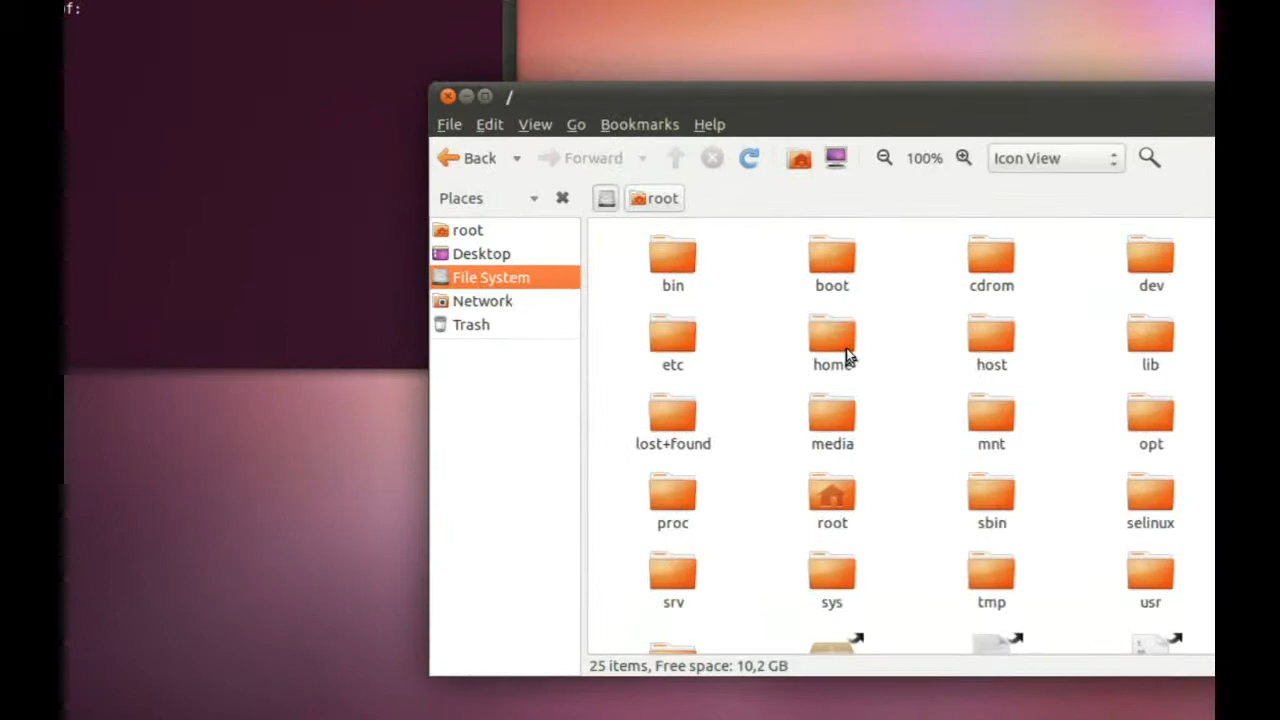 of:
/
File Edit View Go Bookmarks Help
Back Forward 100% Icon View
Places root
root
Desktop
File System
Network
Trash
bin boot cdrom dev
etc home host lib
lost+found media mnt opt
proc root sbin selinux
srv sys tmp usr
25 items, Free space: 10,2 GB